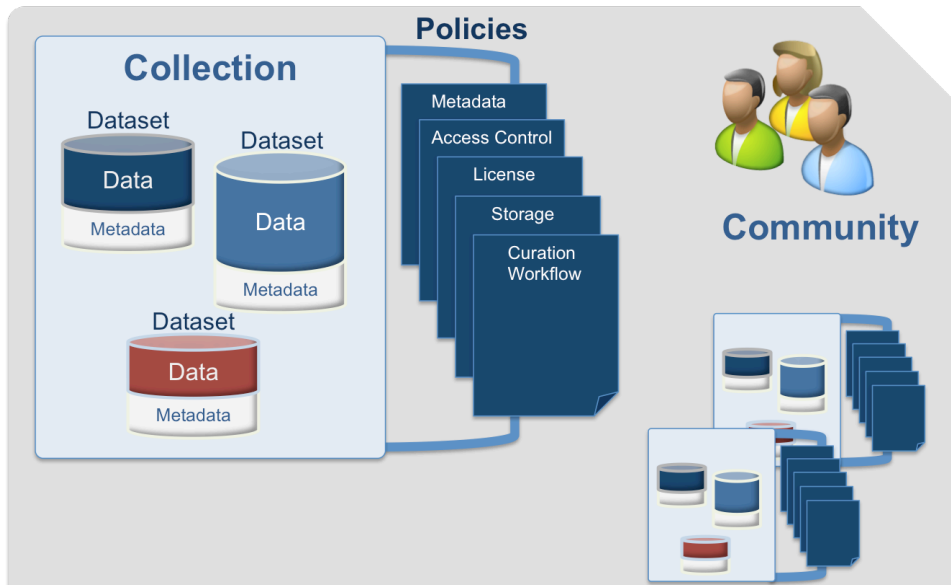 Policies
Collection
Dataset
Data
Metadata
Dataset
Data
Metadata
Dataset
Data
Metadata
Metadata
Access Control
License
Storage
Curation
Workflow
Community